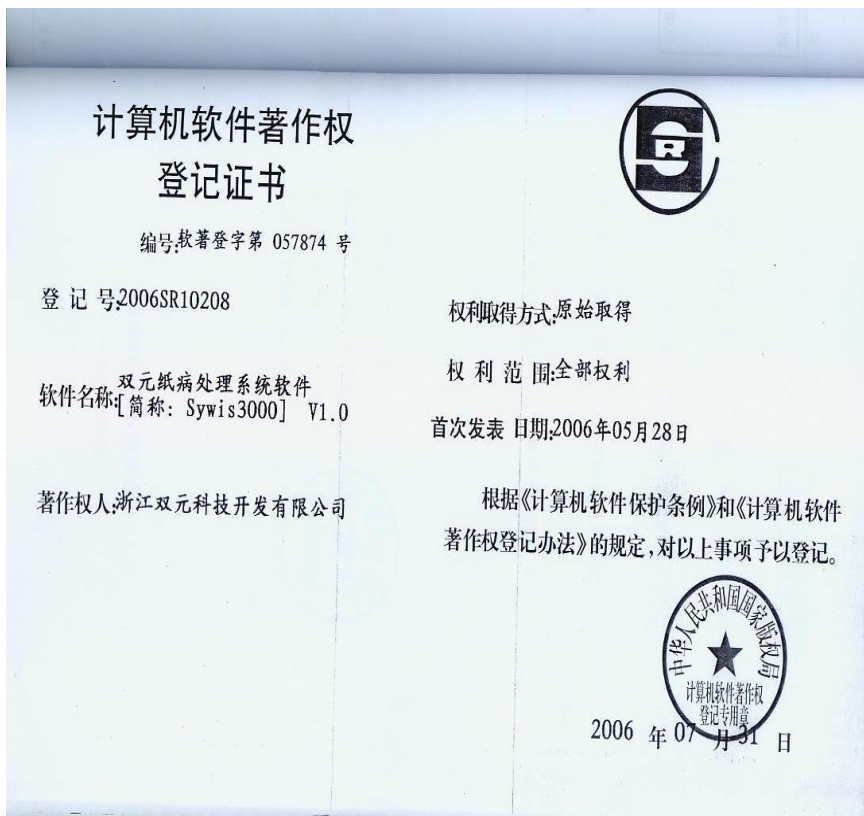 计算机软件著作权
登记证书
编号:软著登字第 057874 号
登 记 号:2006SR10208
软件名称:双元纸病处理系统软件
[简称: Sywis3000] V1.0
著作权人:浙江双元科技开发有限公司
R
权利取得方式:原始取得
权 利 范 围:全部权利
首次发表 日期:2006年05月28日
根据《计算机软件保护条例》和《计算机软件
著作权登记办法》的规定,对以上事项予以登记。
中华人民共和国国家版权局
计算机软件著作权
登记专用章
2006 年 07 月 31 日